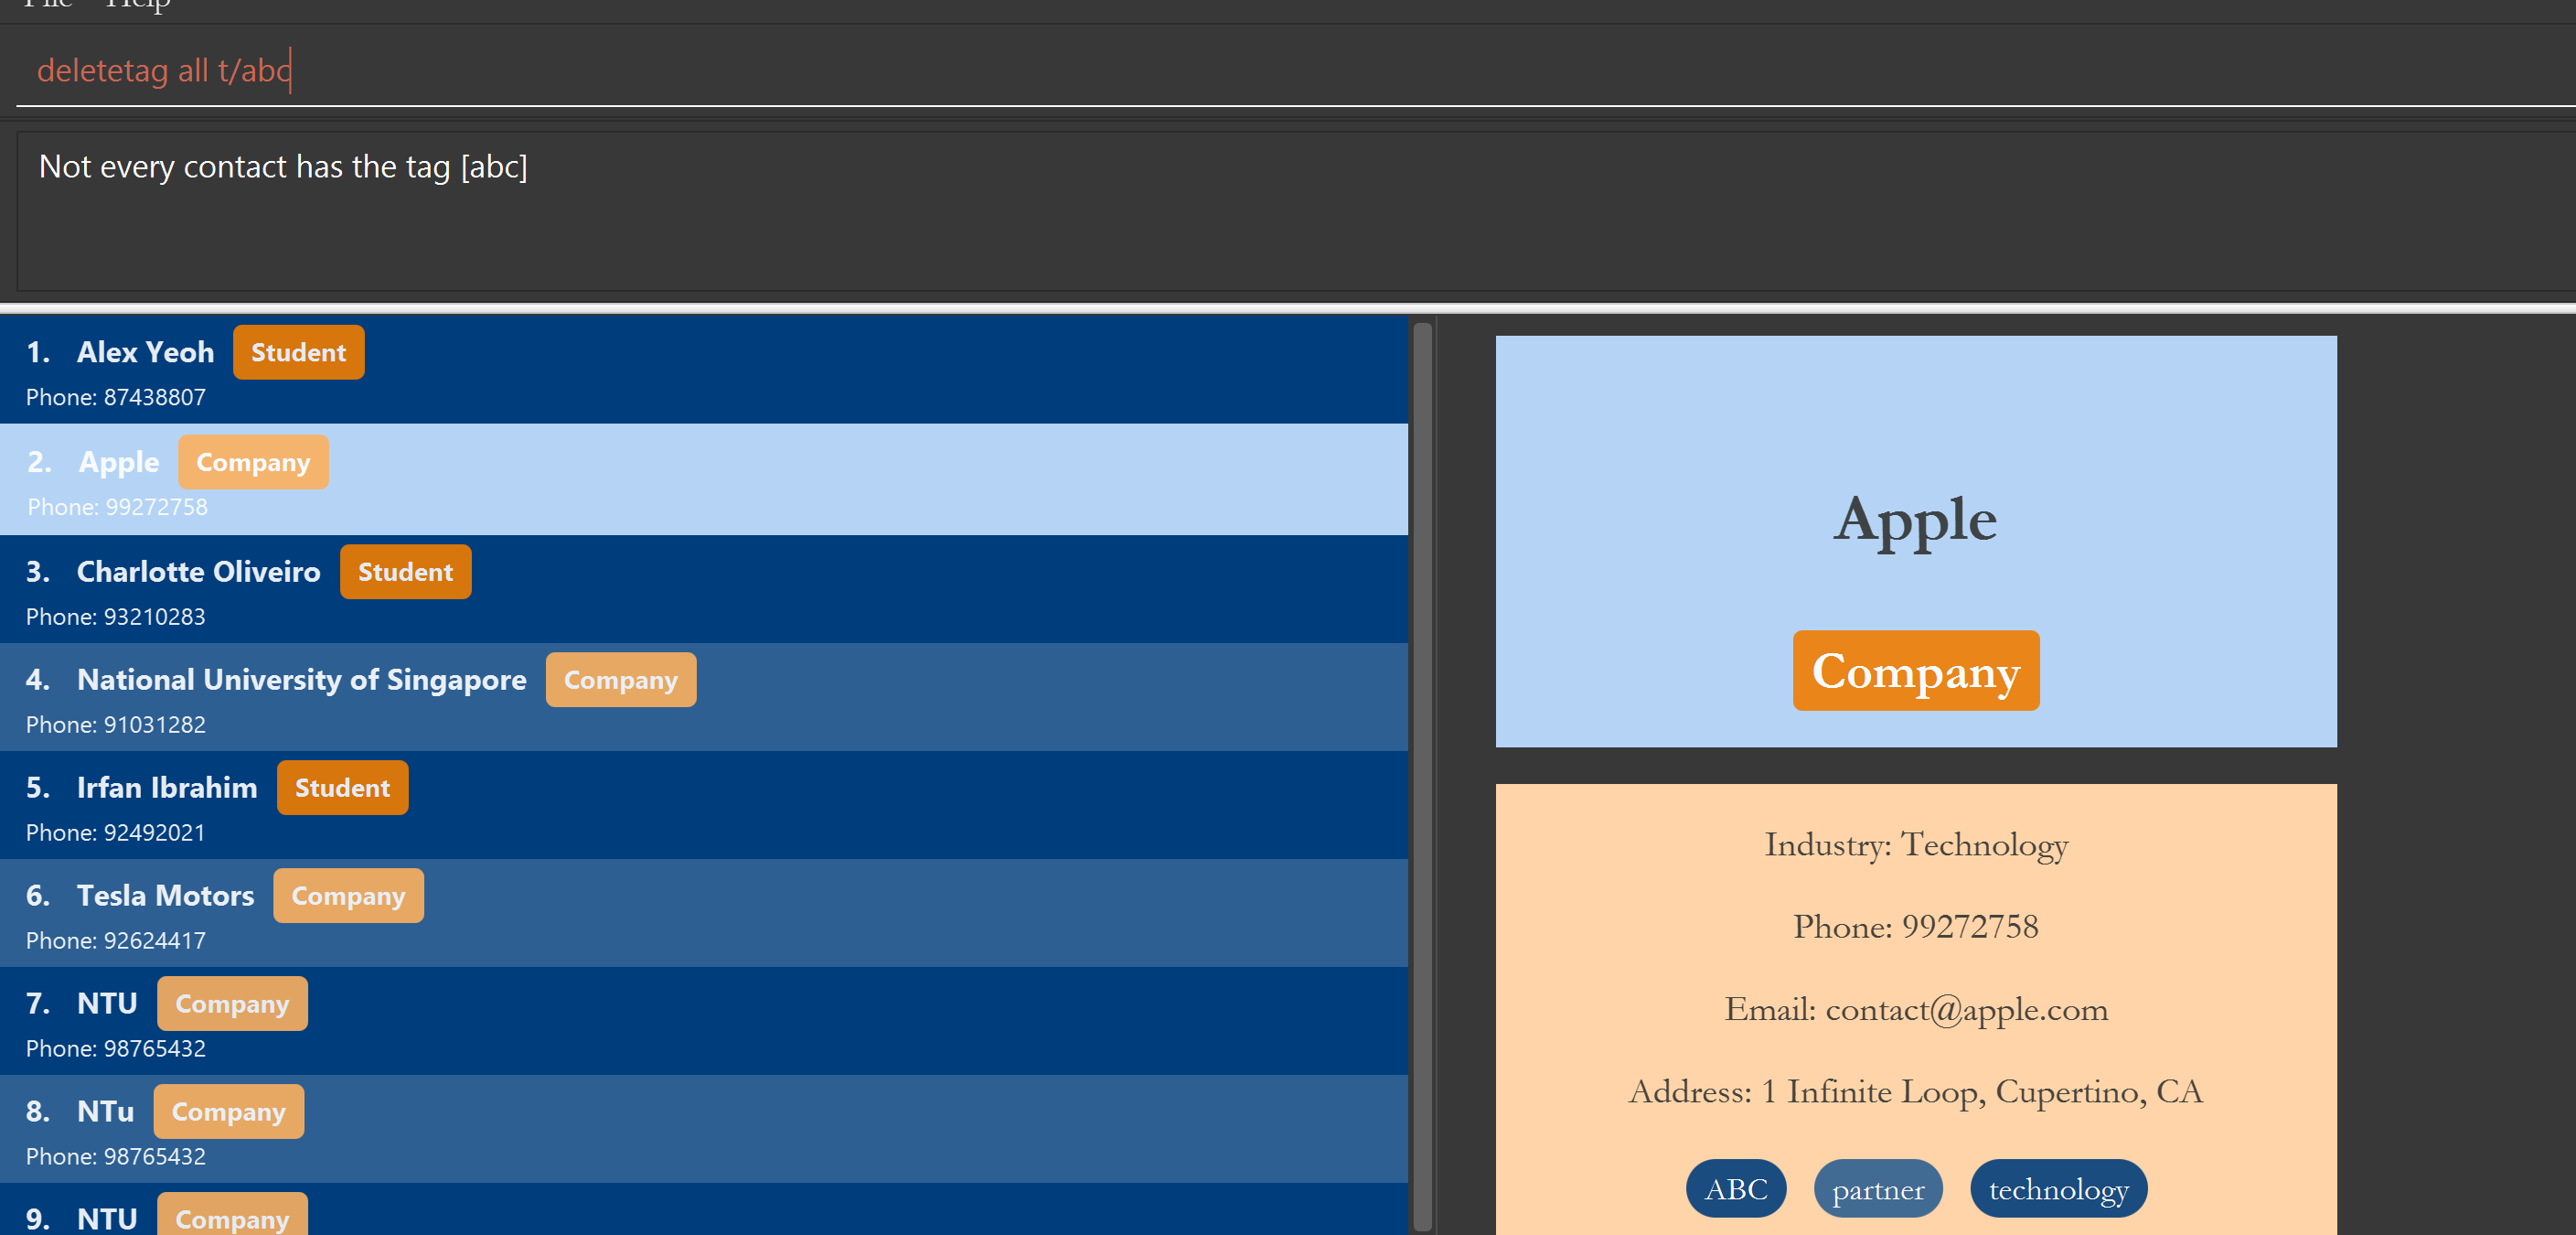 File Help
deletetag all t/abc
Not every contact has the tag [abc]
1. Alex Yeoh Student
Phone: 87438807
2. Apple Company
Phone: 99272758
3. Charlotte Oliveiro Student
Phone: 93210283
4. National University of Singapore Company
Phone: 91031282
5. Irfan Ibrahim Student
Phone: 92492021
6. Tesla Motors Company
Phone: 92624417
7. NTU Company
Phone: 98765432
8. NTu Company
Phone: 98765432
9. NTU Company
Apple
Company
Industry: Technology
Phone: 99272758
Email: contact@apple.com
Address: 1 Infinite Loop, Cupertino, CA
ABC partner technology